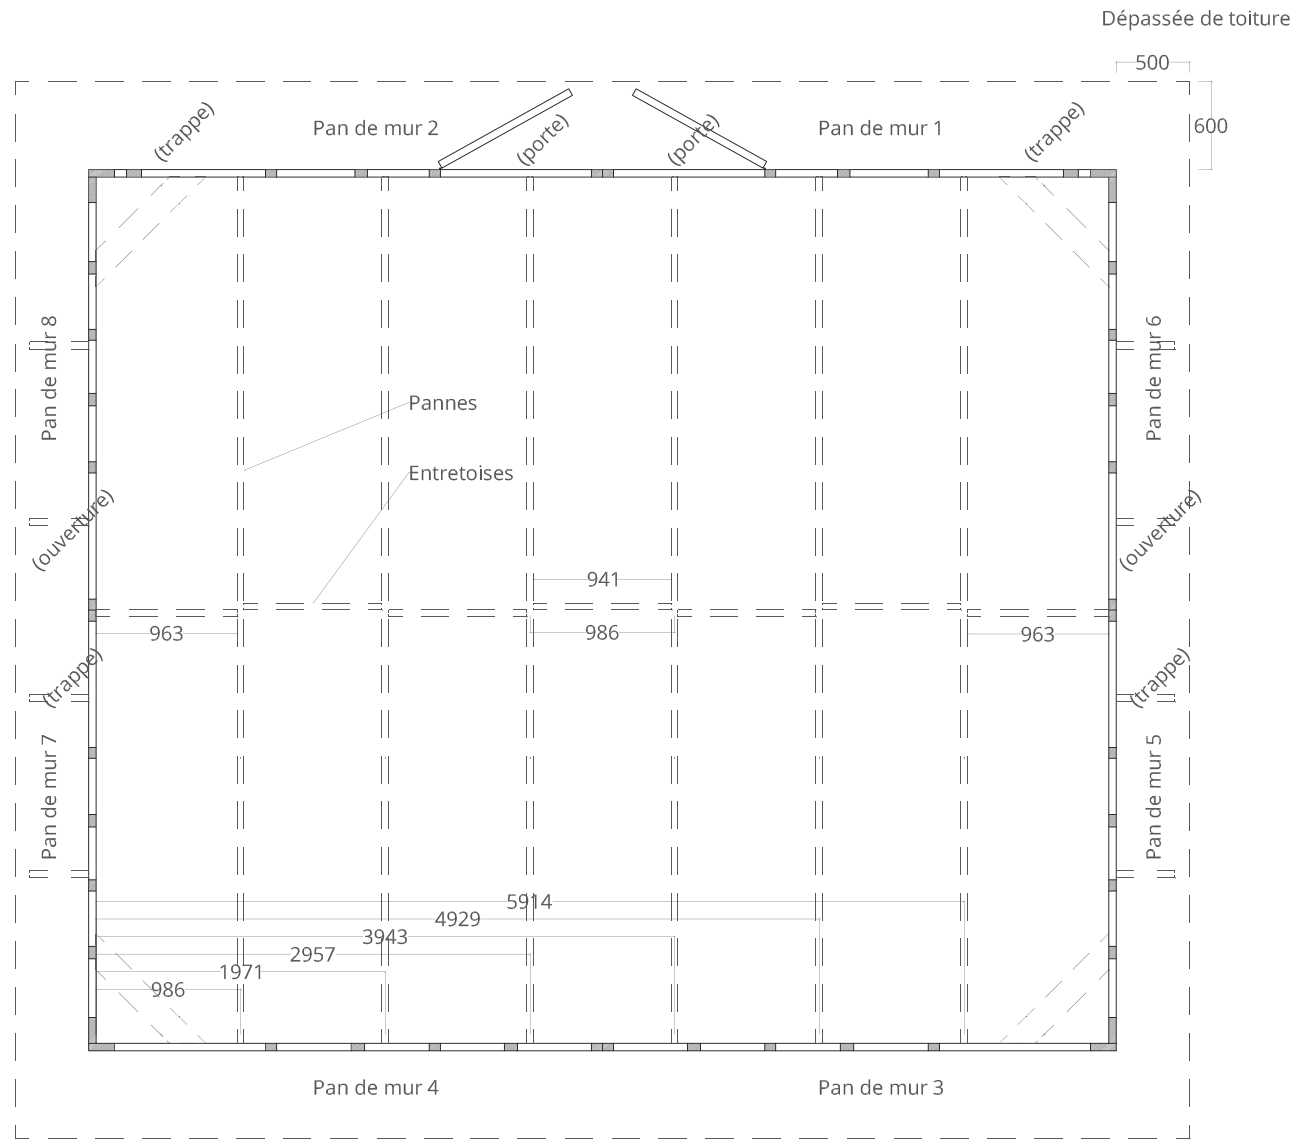 Dépassée de toiture
500
600
(trappe)
Pan de mur 2
(porte)
(porte)
Pan de mur 1
(trappe)
Pan de mur 8
Pan de mur 6
Pannes
Entretoises
(ouverture)
(ouverture)
941
963
986
963
(trappe)
(trappe)
Pan de mur 7
Pan de mur 5
5914
4929
3943
2957
1971
986
Pan de mur 4
Pan de mur 3